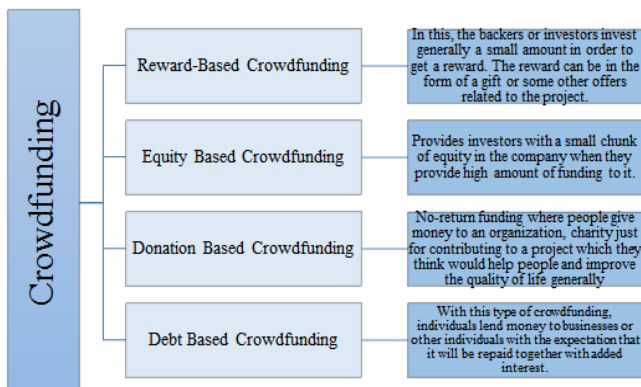 Crowdfunding
Reward-Based Crowdfunding
In this, the backers or investors invest
generally a small amount in order to
get a reward. The reward can be in the
form of a gift or some other offers
related to the project.
Equity Based Crowdfunding
Provides investors with a small chunk
of equity in the company when they
provide high amount of funding to it.
Donation Based Crowdfunding
No-return funding where people give
money to an organization, charity just
for contributing to a project which they
think would help people and improve
the quality of life generally
Debt Based Crowdfunding
With this type of crowdfunding,
individuals lend money to businesses or
other individuals with the expectation that
it will be repaid together with added
interest.